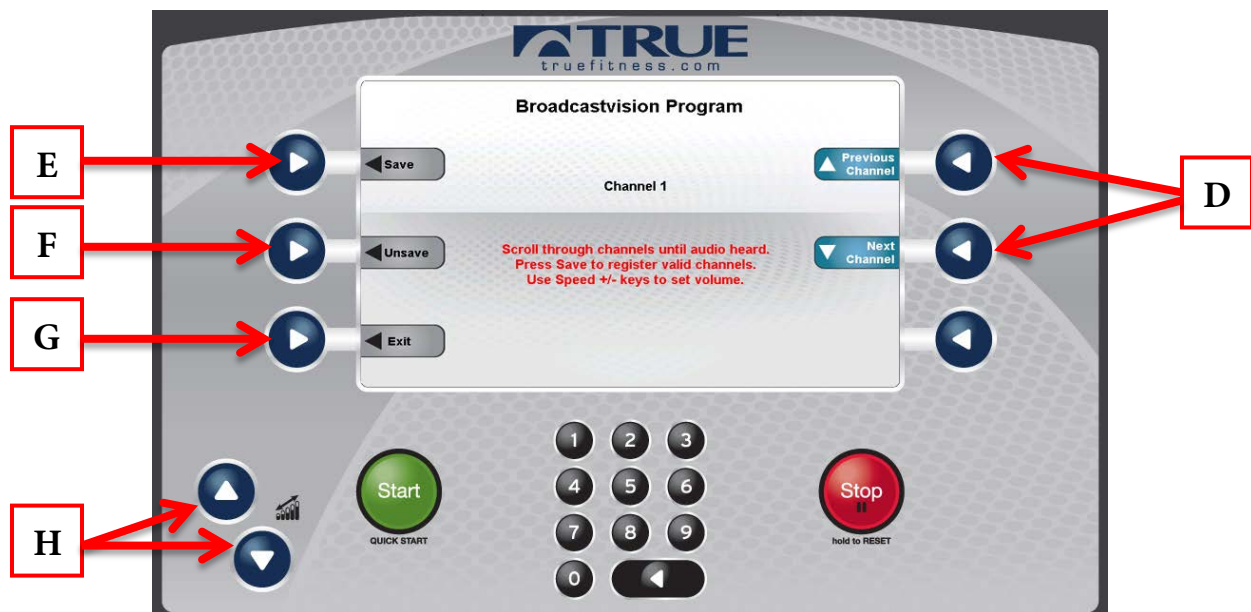 TRUE
truefitness.com
Broadcastvision Program
E
Save
Previous
Channel
D
Channel 1
F
Unsave
Scroll through channels until audio heard.
Press Save to register valid channels.
Use Speed +/- keys to set volume.
Next
Channel
G
Exit
1 2 3
Start
4 5 6
Stop
QUICK START
7 8 9
hold to RESET
H
0